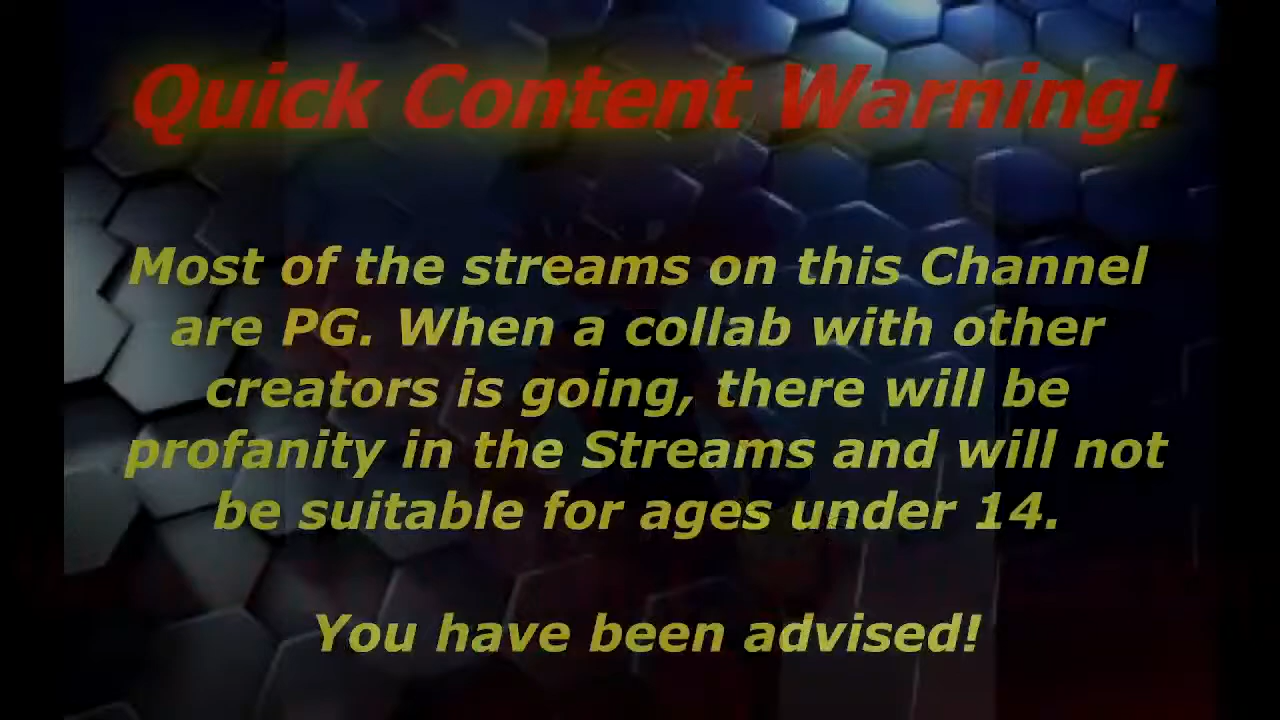 Quick Content Warning!
Most of the streams on this Channel
are PG. When a collab with other
creators is going, there will be
profanity in the Streams and will not
be suitable for ages under 14.
You have been advised!